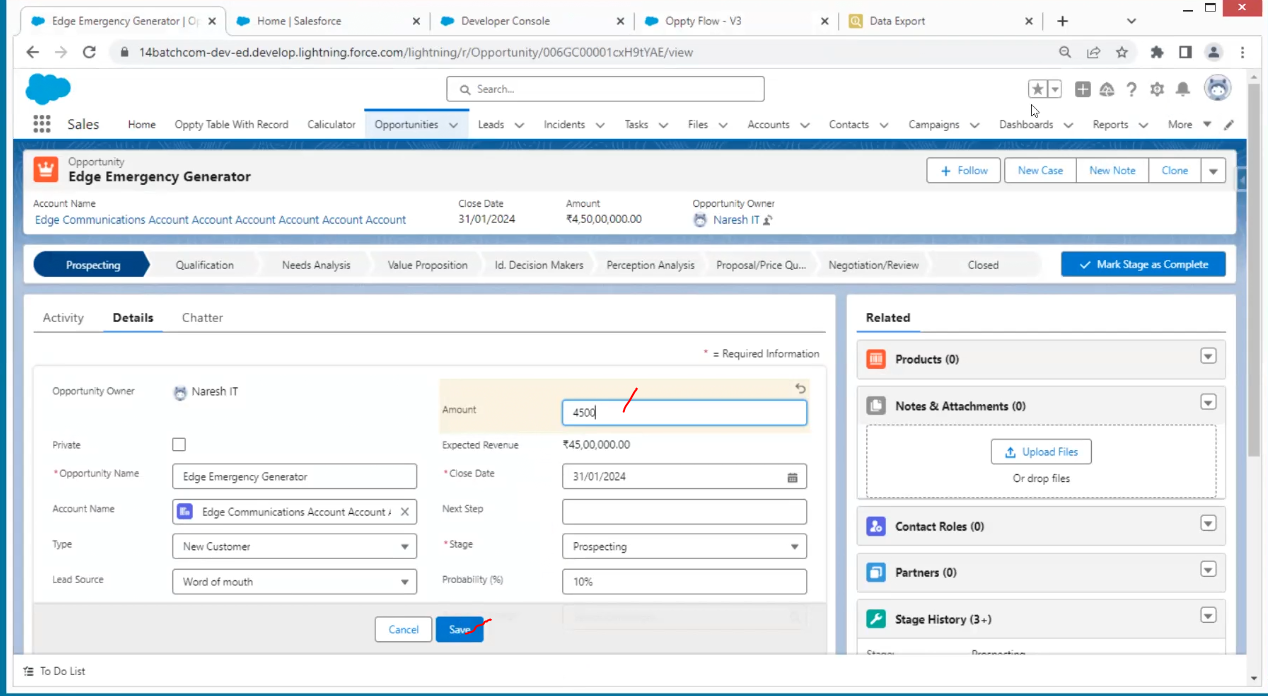 Edge Emergency Generator | O
Home | Salesforce
Developer Console
Oppty Flow - V3
Data Export
14batchcom-dev-ed.develop.lightning.force.com/lightning/r/Opportunity/006GC00001cxH9tYAE/view
Search...
Sales
Home
Oppty Table With Record
Calculator
Opportunities
Leads
Incidents
Tasks
Files
Accounts
Contacts
Campaigns
Dashboards
Reports
More
Opportunity
Edge Emergency Generator
+ Follow
New Case
New Note
Clone
Account Name
Close Date
Amount
Opportunity Owner
Edge Communications Account Account Account Account Account Account
31/01/2024
₹4,50,00,000.00
Naresh IT
Prospecting
Qualification
Needs Analysis
Value Proposition
Id. Decision Makers
Perception Analysis
Proposal/Price Qu...
Negotiation/Review
Closed
Mark Stage as Complete
Activity
Details
Chatter
* = Required Information
Opportunity Owner
Naresh IT
Amount
4500
Private
Expected Revenue
₹45,00,000.00
*Opportunity Name
Edge Emergency Generator
*Close Date
31/01/2024
Account Name
Edge Communications Account Account
Next Step
Type
New Customer
*Stage
Prospecting
Lead Source
Word of mouth
Probability (%)
10%
Cancel
Save
Related
Products (0)
Notes & Attachments (0)
Upload Files
Or drop files
Contact Roles (0)
Partners (0)
Stage History (3+)
Stage:
Prospecting
To Do List